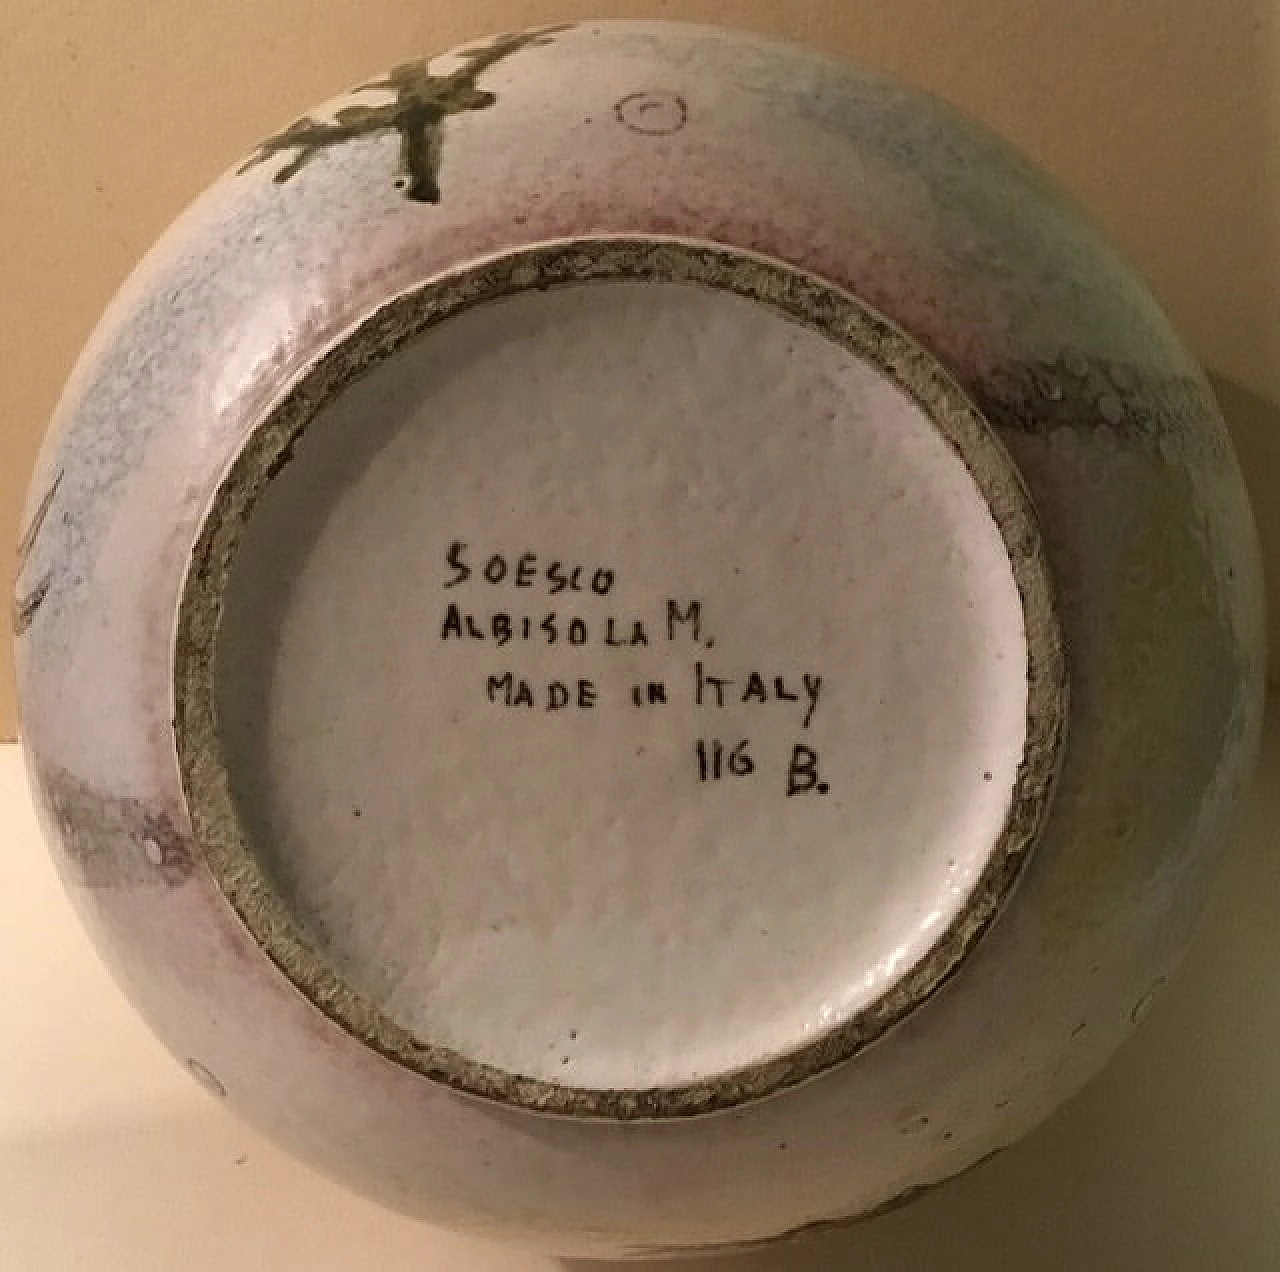 SOESCO
ALBISOLA M.
MADE IN ITALY
116 B.